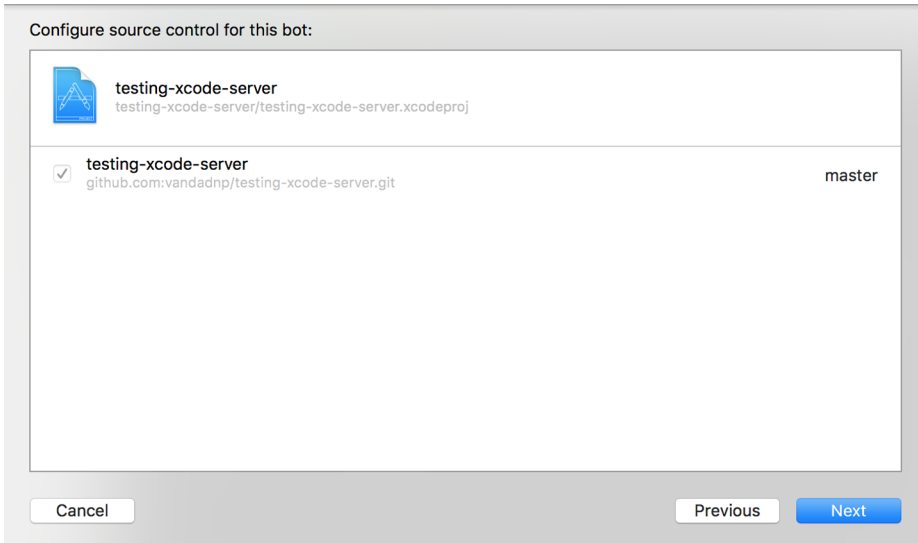 Configure source control for this bot:
testing-xcode-server
testing-xcode-server/testing-xcode-server.xcodeproj
testing-xcode-server
github.com:vandadnp/testing-xcode-server.git
master
Cancel
Previous
Next